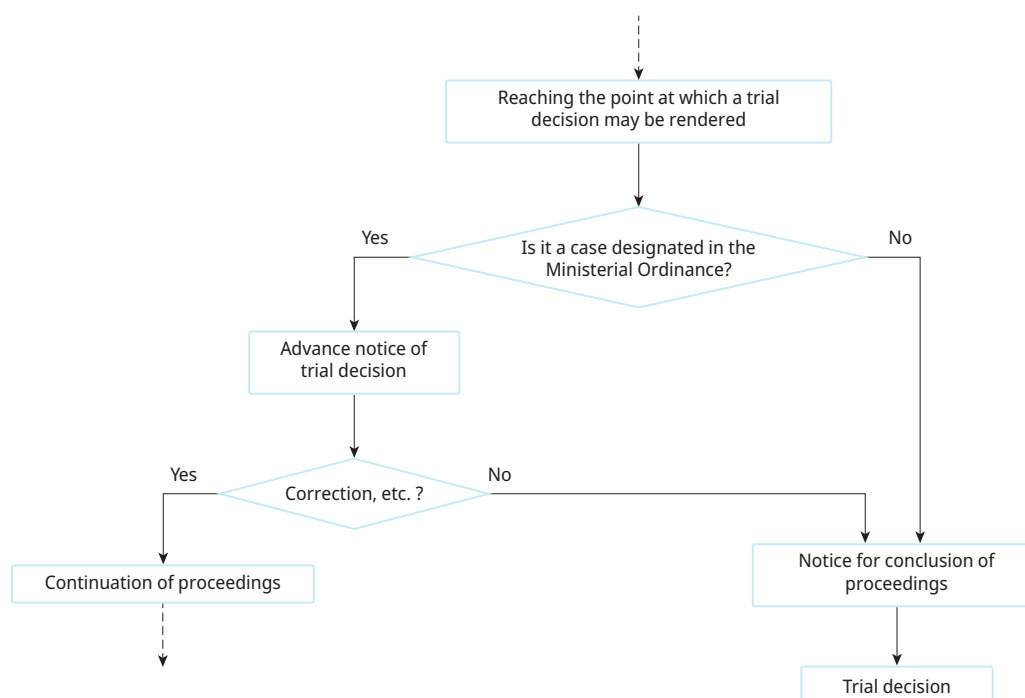 Reaching the point at which a trial
decision may be rendered
Is it a case designated in the
Ministerial Ordinance?
Yes
No
Advance notice of
trial decision
Correction, etc. ?
Yes
No
Continuation of proceedings
Notice for conclusion of
proceedings
Trial decision